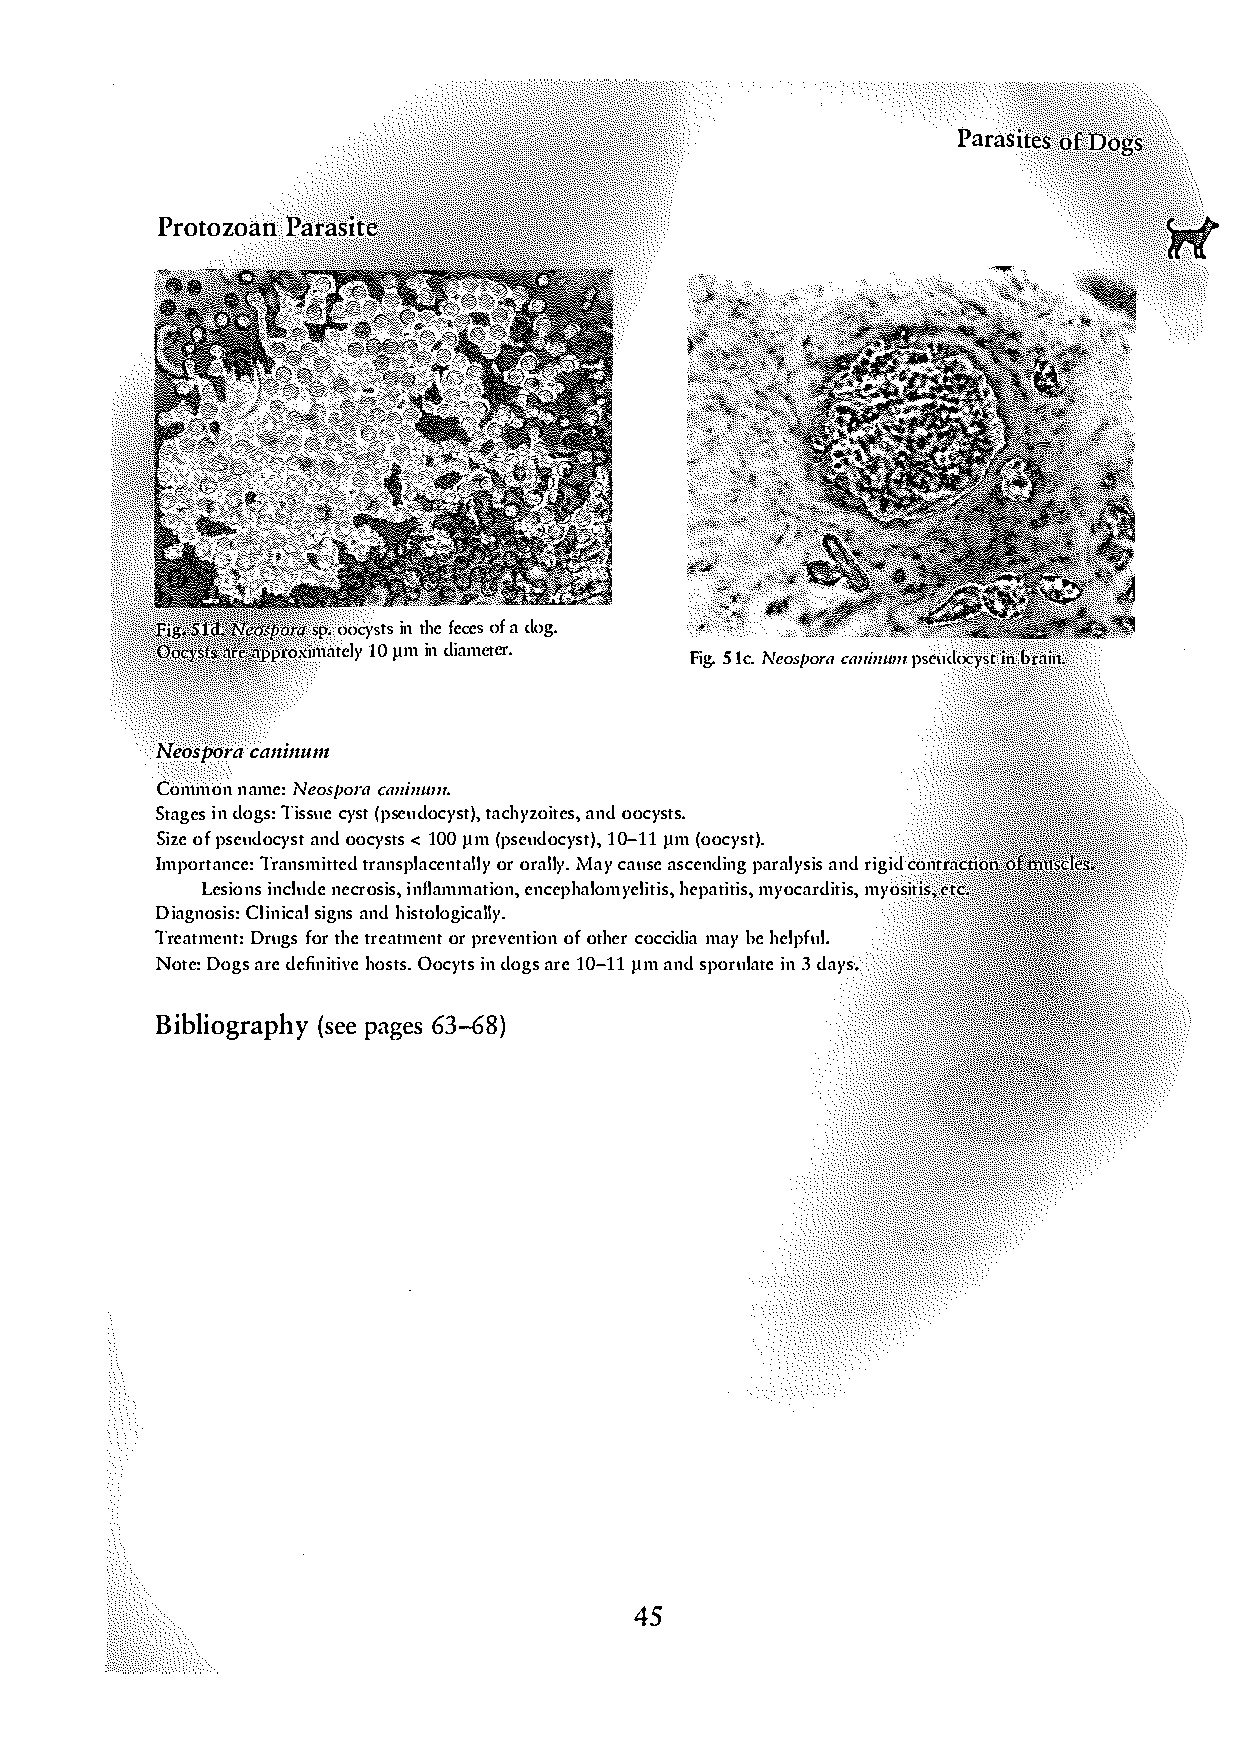 Parasites of Dogs
Protozoan Parasite
Fig. 51d. Neospora sp. oocysts in the feces of a dog.
Oocysts are approximately 10 µm in diameter.
Fig. 51c. Neospora caninum pseudocyst in brain.
Neospora caninum
Common name: Neospora caninum.
Stages in dogs: Tissue cyst (pseudocyst), tachyzoites, and oocysts.
Size of pseudocyst and oocysts < 100 µm (pseudocyst), 10–11 µm (oocyst).
Importance: Transmitted transplacentally or orally. May cause ascending paralysis and rigid contraction of muscles.
Lesions include necrosis, inflammation, encephalomyelitis, hepatitis, myocarditis, myositis, etc.
Diagnosis: Clinical signs and histologically.
Treatment: Drugs for the treatment or prevention of other coccidia may be helpful.
Note: Dogs are definitive hosts. Oocyts in dogs are 10–11 µm and sporulate in 3 days.
Bibliography (see pages 63–68)
45